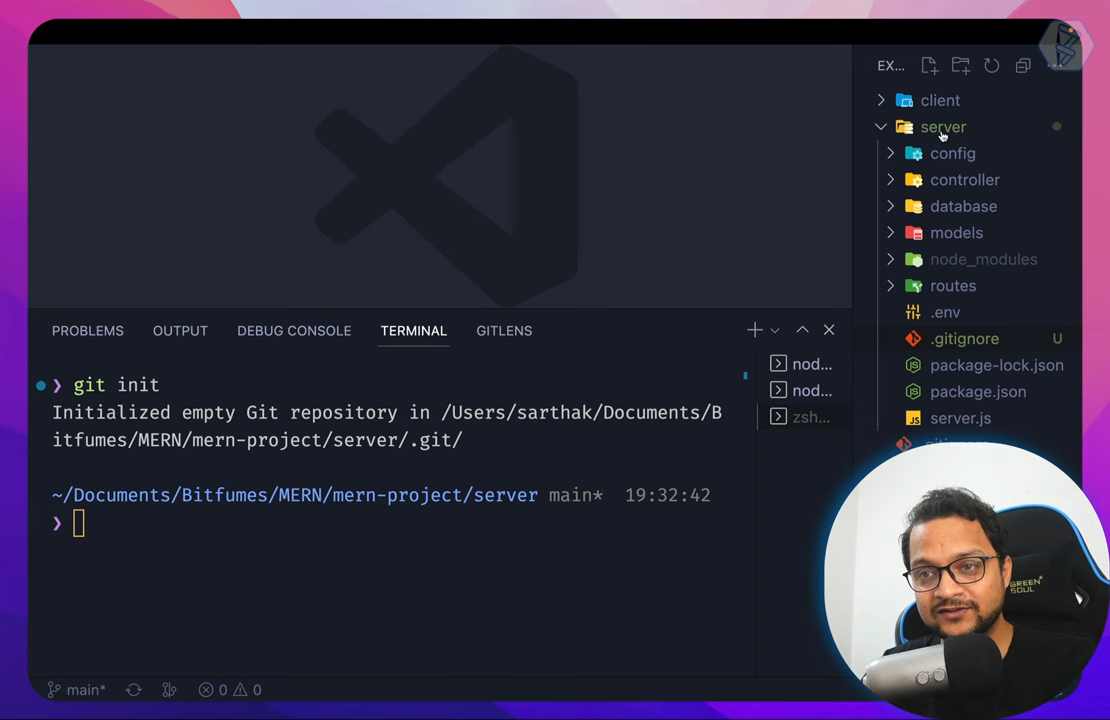 EX...
client
server
config
controller
database
models
node_modules
routes
.env
.gitignore U
package-lock.json
package.json
server.js
PROBLEMS OUTPUT DEBUG CONSOLE TERMINAL GITLENS
nod...
nod...
zsh...
❯ git init
Initialized empty Git repository in /Users/sarthak/Documents/B
itfumes/MERN/mern-project/server/.git/
~/Documents/Bitfumes/MERN/mern-project/server main* 19:32:42
❯
main* 0 0
GREEN
SOUL